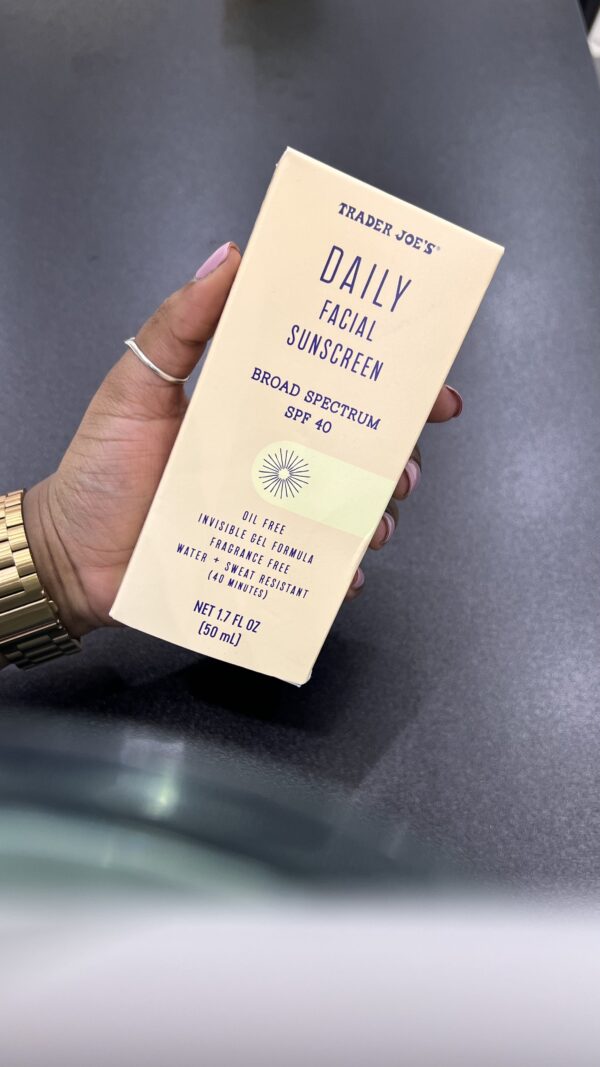 TRADER JOE'S®
DAILY
FACIAL
SUNSCREEN
BROAD SPECTRUM
SPF 40
OIL FREE
INVISIBLE GEL FORMULA
FRAGRANCE FREE
WATER + SWEAT RESISTANT
(40 MINUTES)
NET 1.7 FL OZ
(50 mL)